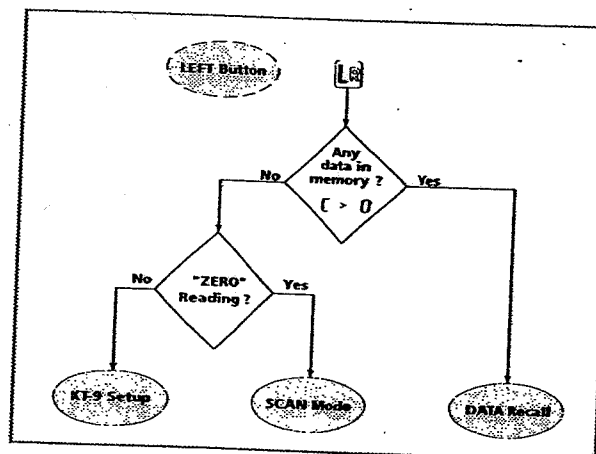 LEFT Button
L
Any
data in
memory ?
C > 0
No
Yes
"ZERO"
Reading ?
No
Yes
KT-9 Setup
SCAN Mode
DATA Recall